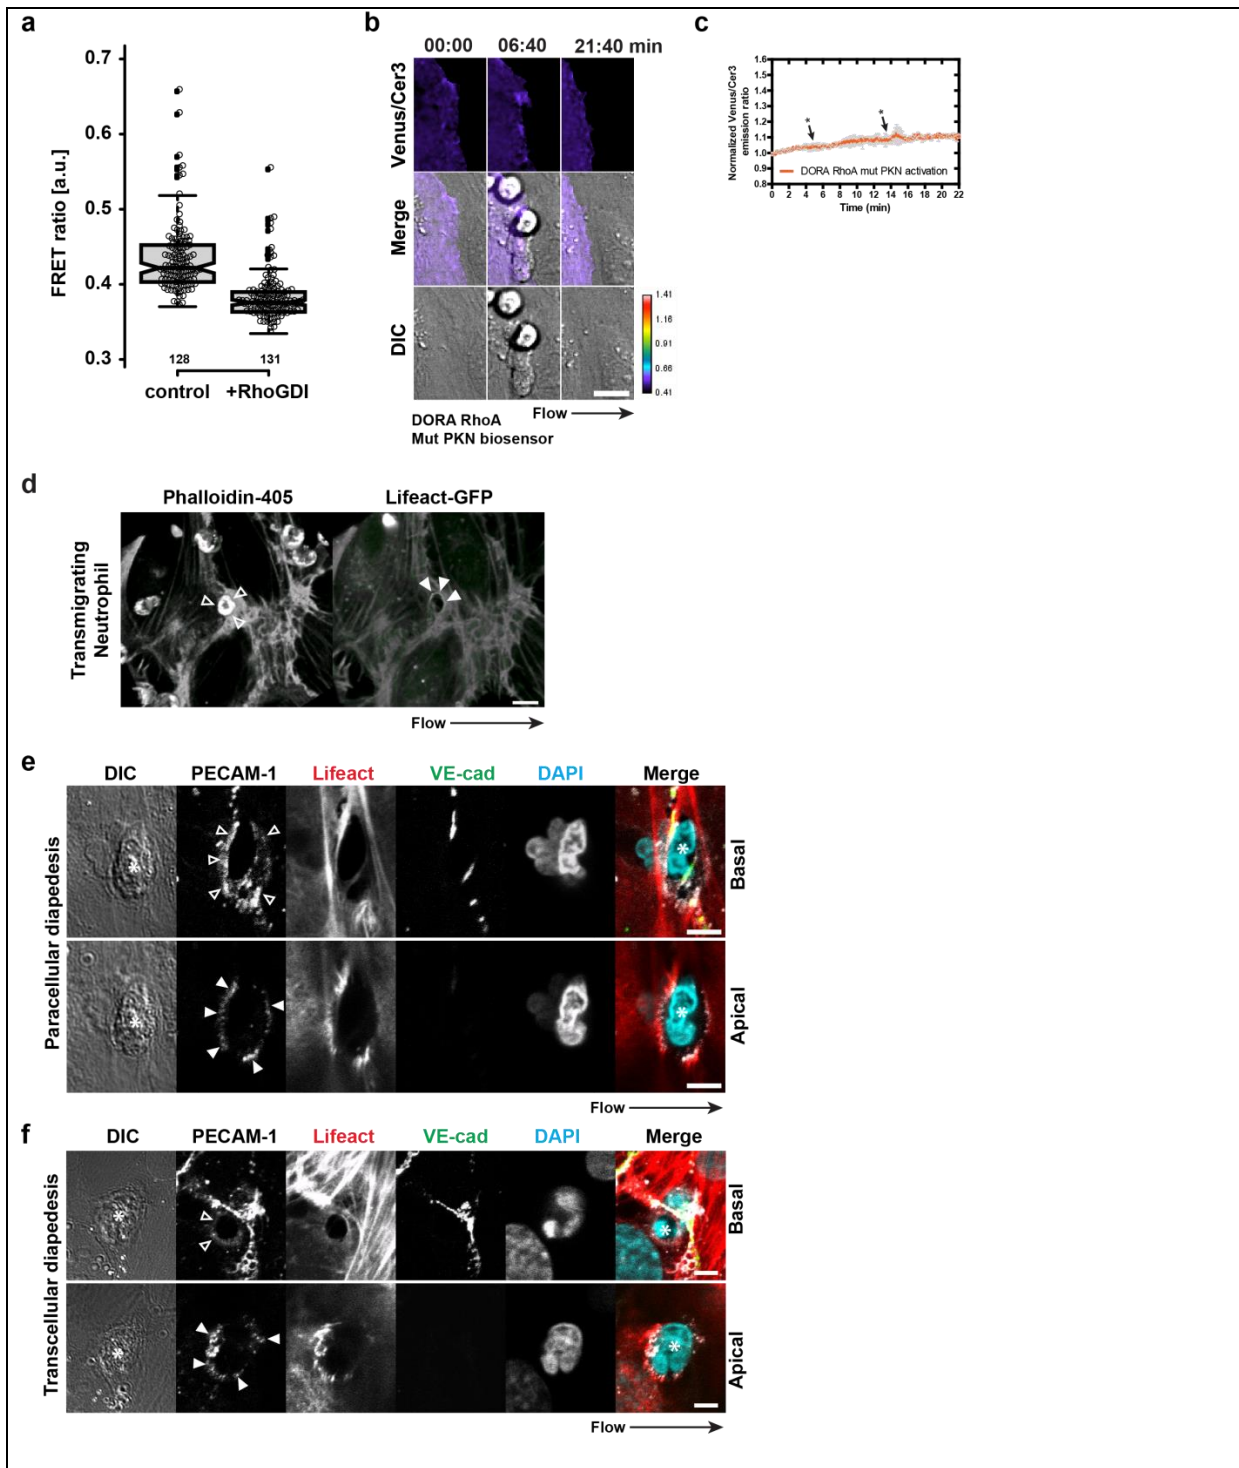 a
0.7
0.6
0.5
0.4
0.3
FRET ratio [a.u.]
128
131
control
+RhoGDI
b
00:00
06:40
21:40 min
Venus/Cer3
Merge
DIC
1.41
1.16
0.91
0.66
0.41
Flow
DORA RhoA
Mut PKN biosensor
c
Normalized Venus/Cer3
emission ratio
1.6
1.5
1.4
1.3
1.2
1.1
1.0
0.9
0.8
*
*
DORA RhoA mut PKN activation
0 2 4 6 8 10 12 14 16 18 20 22
Time (min)
d
Phalloidin-405
Lifeact-GFP
Transmigrating
Neutrophil
Flow
e
DIC
PECAM-1
Lifeact
VE-cad
DAPI
Merge
Paracellular diapedesis
*
*
Basal
*
*
Apical
Flow
f
DIC
PECAM-1
Lifeact
VE-cad
DAPI
Merge
Transcellular diapedesis
*
*
Basal
*
*
Apical
Flow